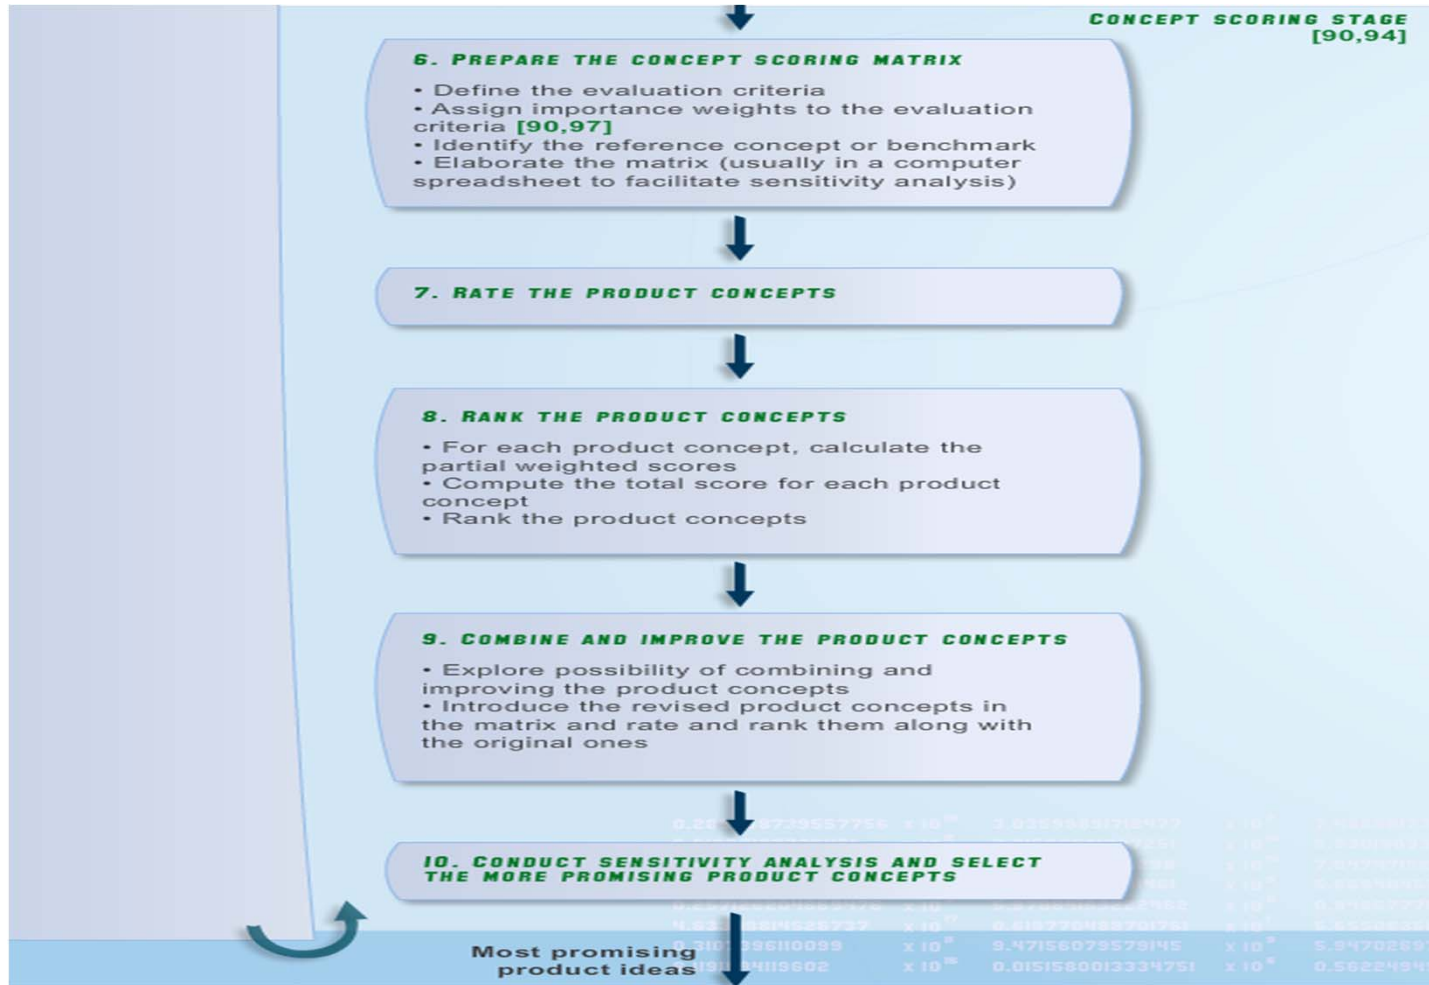 CONCEPT SCORING STAGE
[90,94]
6. PREPARE THE CONCEPT SCORING MATRIX
• Define the evaluation criteria
• Assign importance weights to the evaluation
criteria [90,97]
• Identify the reference concept or benchmark
• Elaborate the matrix (usually in a computer
spreadsheet to facilitate sensitivity analysis)
7. RATE THE PRODUCT CONCEPTS
8. RANK THE PRODUCT CONCEPTS
• For each product concept, calculate the
partial weighted scores
• Compute the total score for each product
concept
• Rank the product concepts
9. COMBINE AND IMPROVE THE PRODUCT CONCEPTS
• Explore possibility of combining and
improving the product concepts
• Introduce the revised product concepts in
the matrix and rate and rank them along with
the original ones
10. CONDUCT SENSITIVITY ANALYSIS AND SELECT
THE MORE PROMISING PRODUCT CONCEPTS
Most promising
product ideas
9.47156079579145
0.0151580013334751